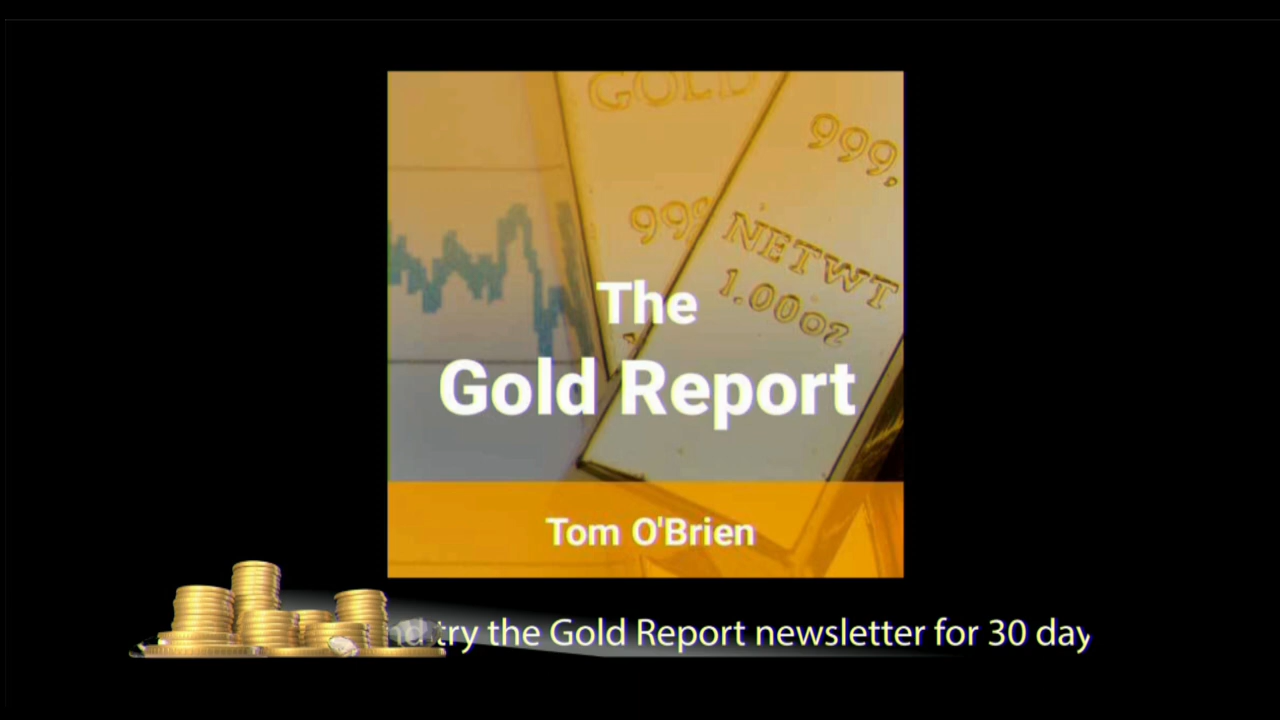 GOLD
999.
999
NETWT
1.00OZ
The
Gold Report
Tom O'Brien
nd try the Gold Report newsletter for 30 day